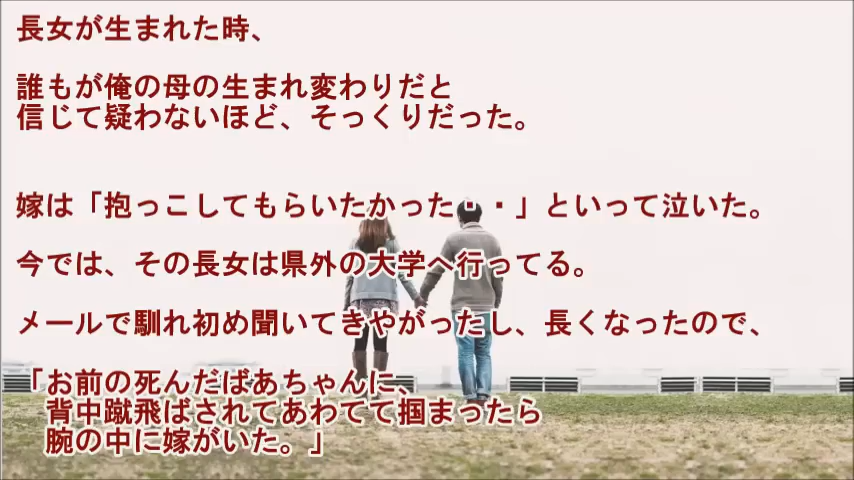 長女が生まれた時、
誰もが俺の母の生まれ変わりだと
信じて疑わないほど、そっくりだった。
嫁は「抱っこしてもらいたかった・・」といって泣いた。
今では、その長女は県外の大学へ行ってる。
メールで馴れ初め聞いてきやがったし、長くなったので、
「お前の死んだばあちゃんに、
背中蹴飛ばされてあわてて掴まったら
腕の中に嫁がいた。」